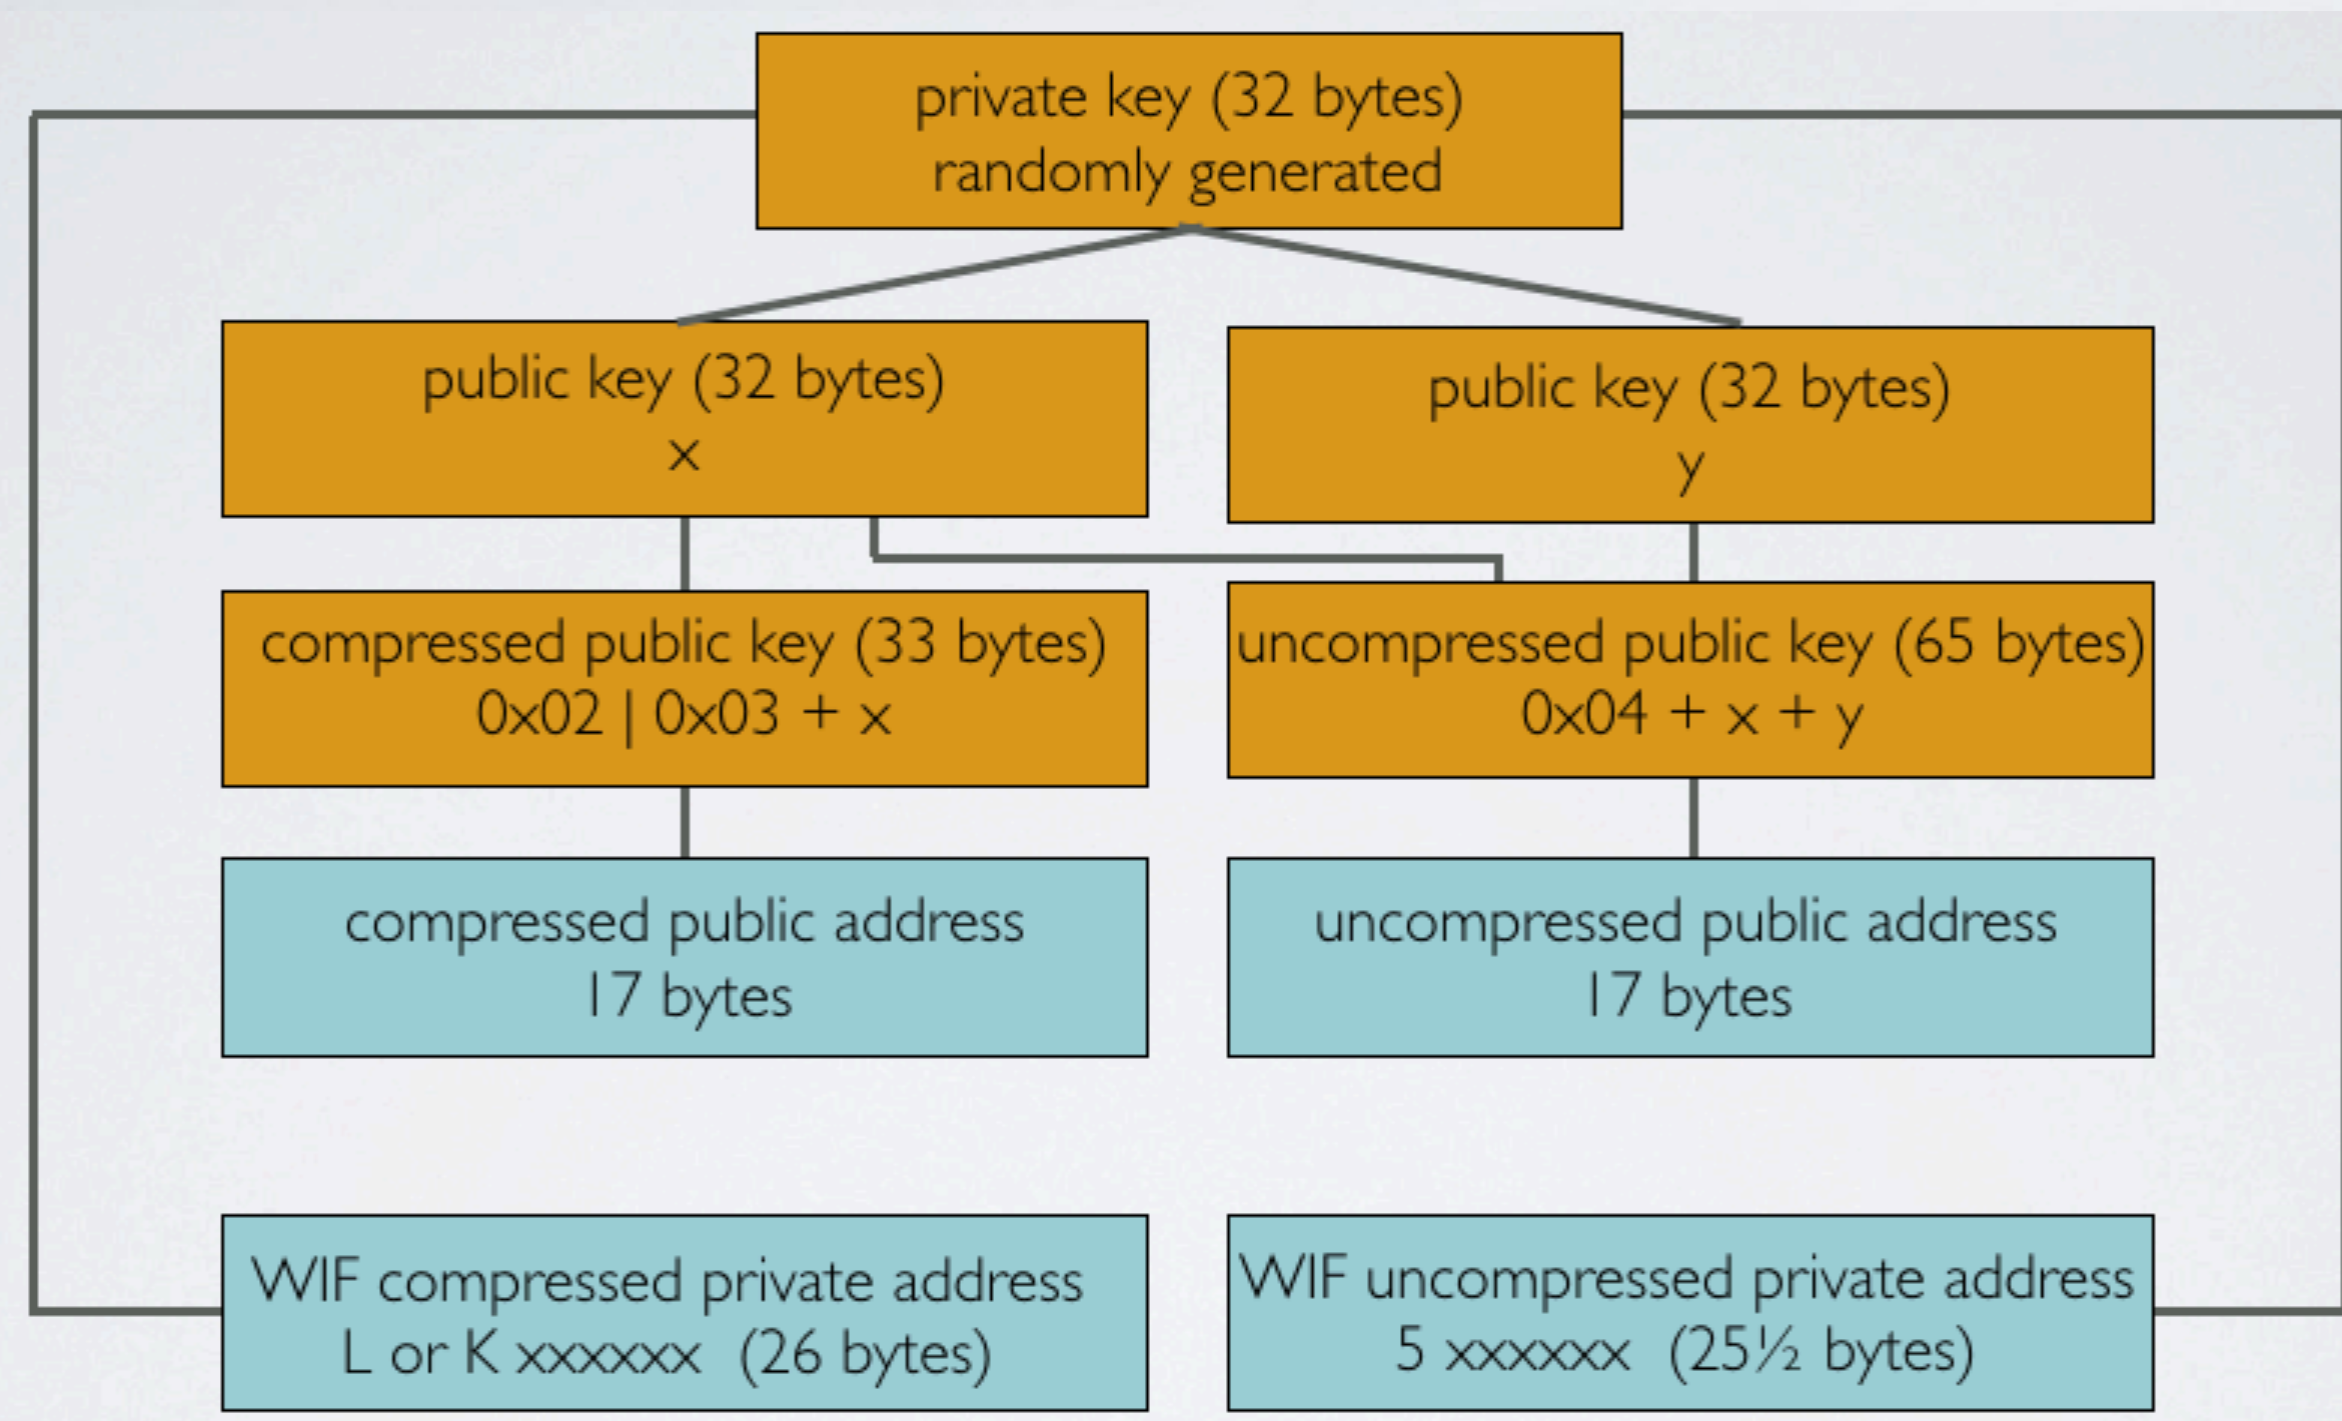 private key (32 bytes)
randomly generated
public key (32 bytes)
x
public key (32 bytes)
y
compressed public key (33 bytes)
0x02 | 0x03 + x
uncompressed public key (65 bytes)
0x04 + x + y
compressed public address
17 bytes
uncompressed public address
17 bytes
WIF compressed private address
L or K xxxxxx (26 bytes)
WIF uncompressed private address
5 xxxxxx (25½ bytes)